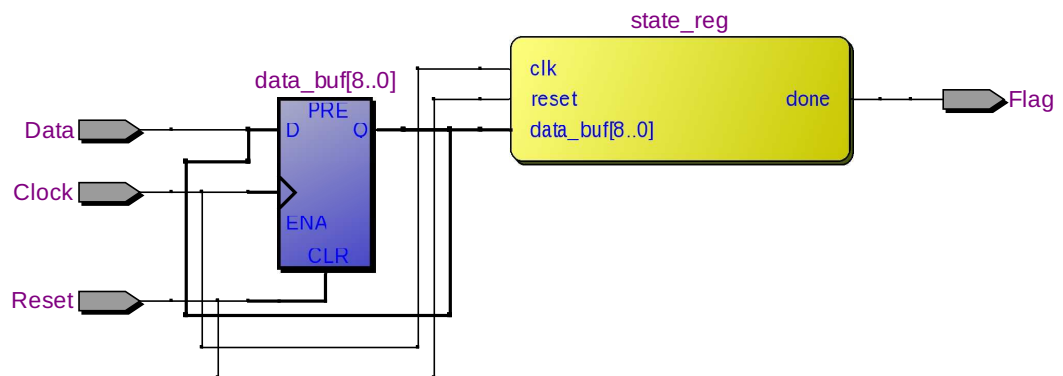 state_reg
data_buf[8..0]
clk
reset
data_buf[8..0]
done
Flag
Data
Clock
Reset
PRE
D
Q
ENA
CLR